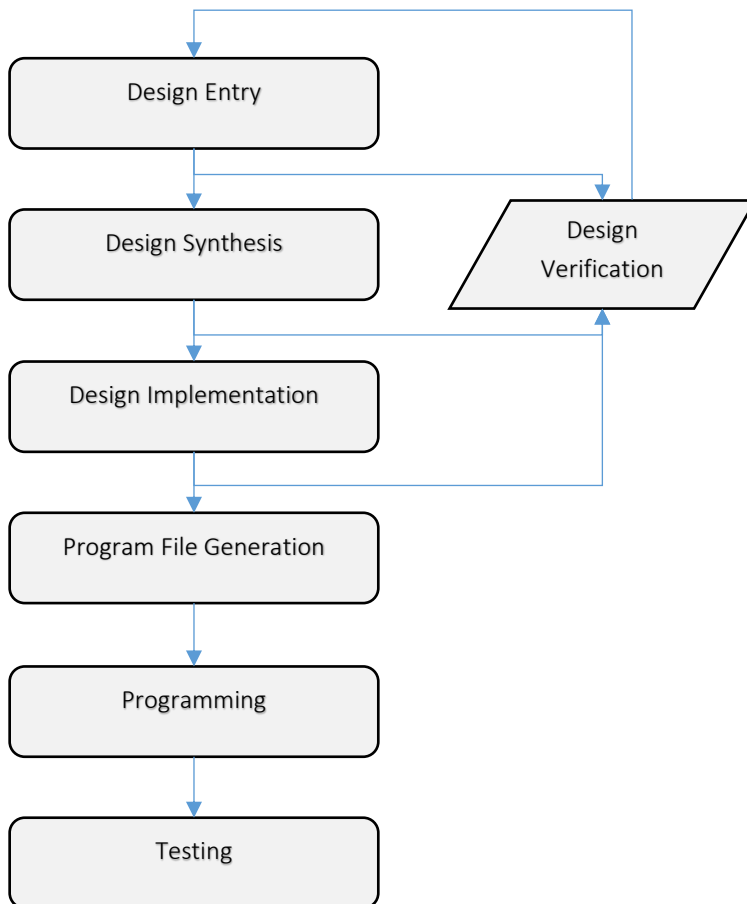 Design Entry
Design Synthesis
Design
Verification
Design Implementation
Program File Generation
Programming
Testing